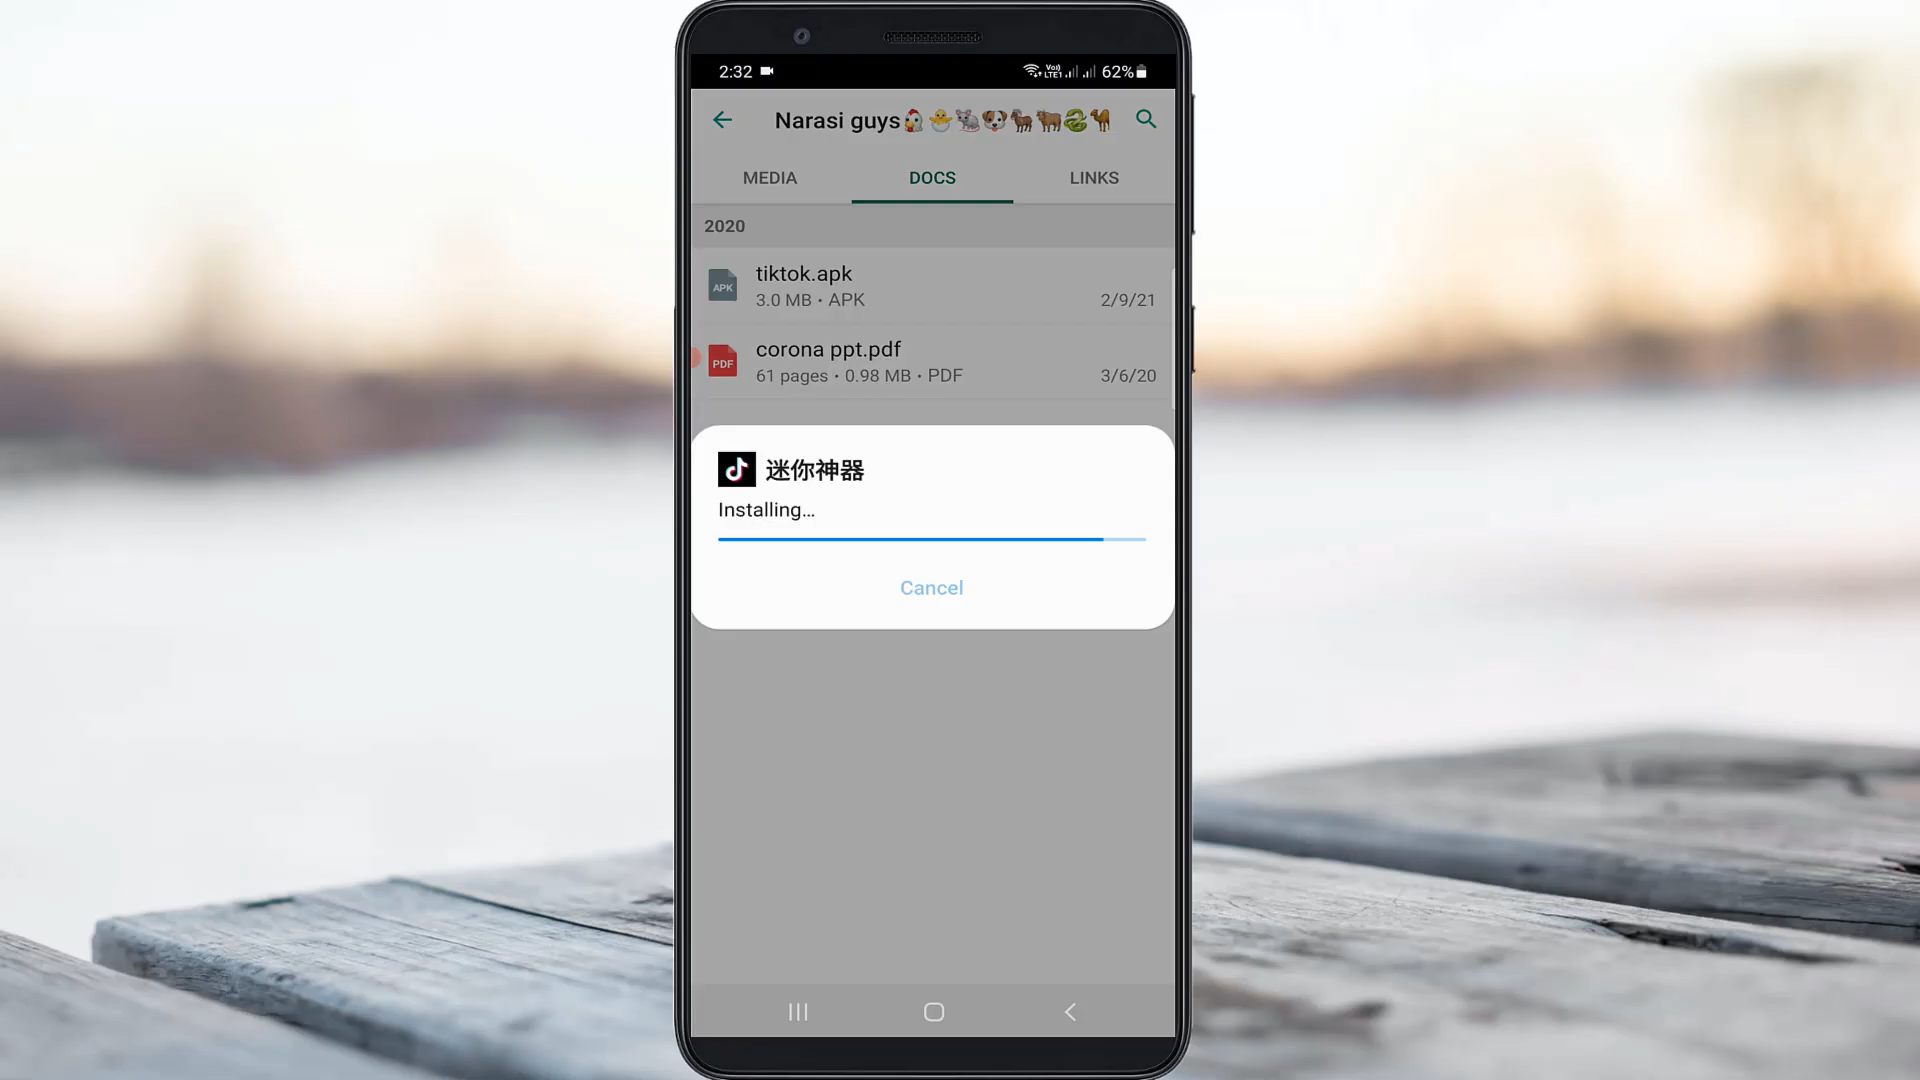 2:32 Vo)) LTE1 62%
Narasi guys🐔🐣🐁🐶🐐🐂🐍🐪
MEDIA DOCS LINKS
2020
tiktok.apk
APK
3.0 MB • APK 2/9/21
corona ppt.pdf
PDF
61 pages • 0.98 MB • PDF 3/6/20
迷你神器
Installing...
Cancel